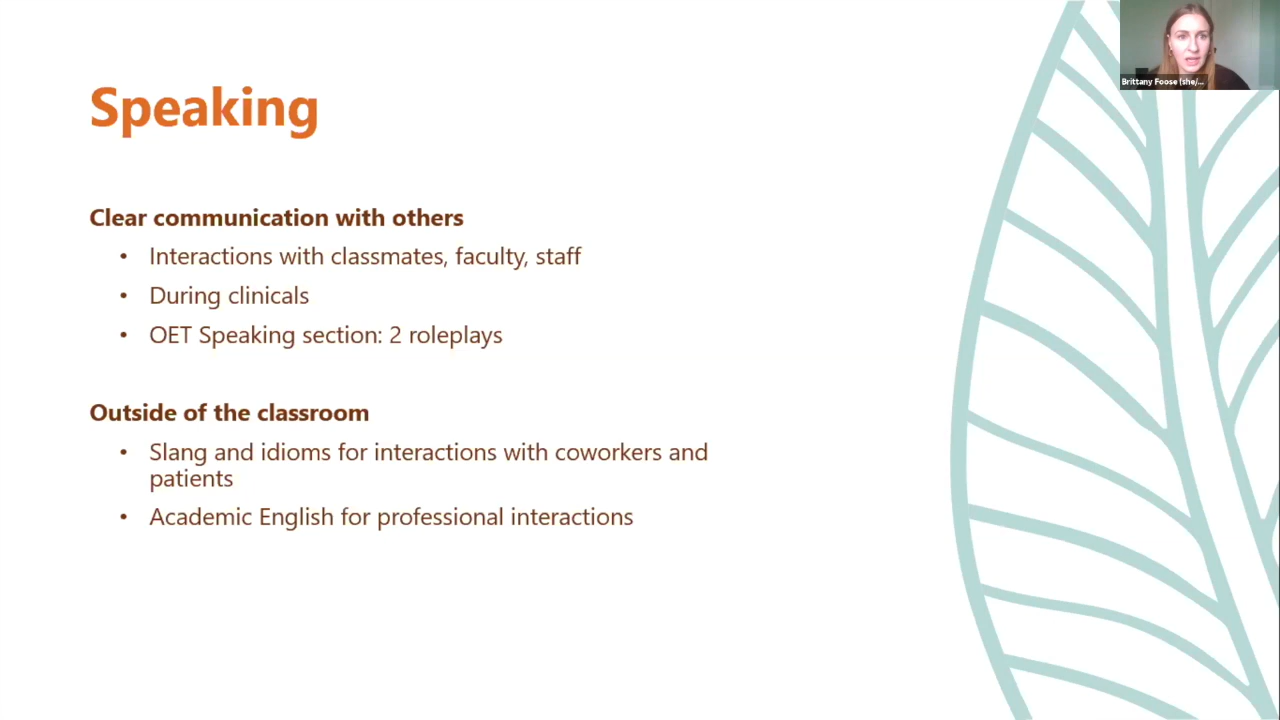 Speaking
Clear communication with others
• Interactions with classmates, faculty, staff
• During clinicals
• OET Speaking section: 2 roleplays
Outside of the classroom
• Slang and idioms for interactions with coworkers and
patients
• Academic English for professional interactions
Brittany Foose (she/...